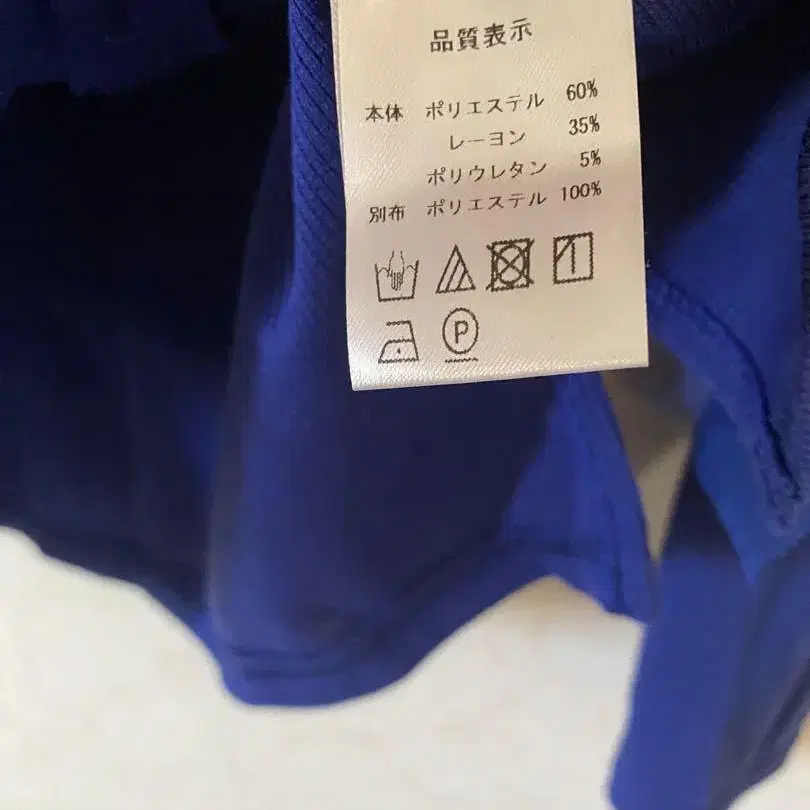 品質表示
本体 ポリエステル 60%
レーヨン 35%
ポリウレタン 5%
別布 ポリエステル 100%
P